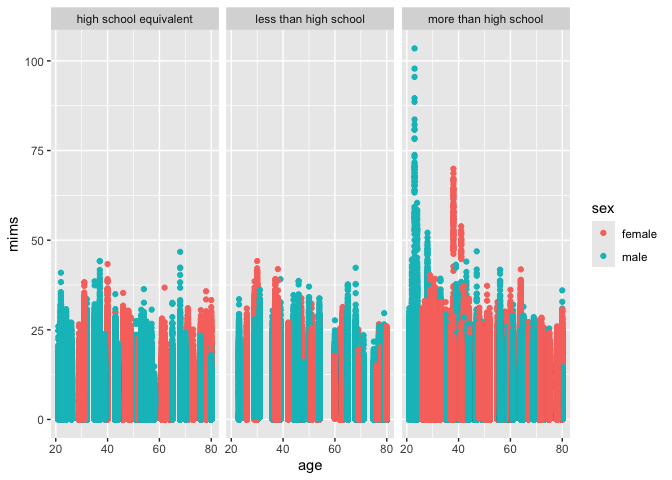 high school equivalent less than high school more than high school
100
75
50
25
0
mims
20 40 60 80 20 40 60 80 20 40 60 80
age
sex
female
male